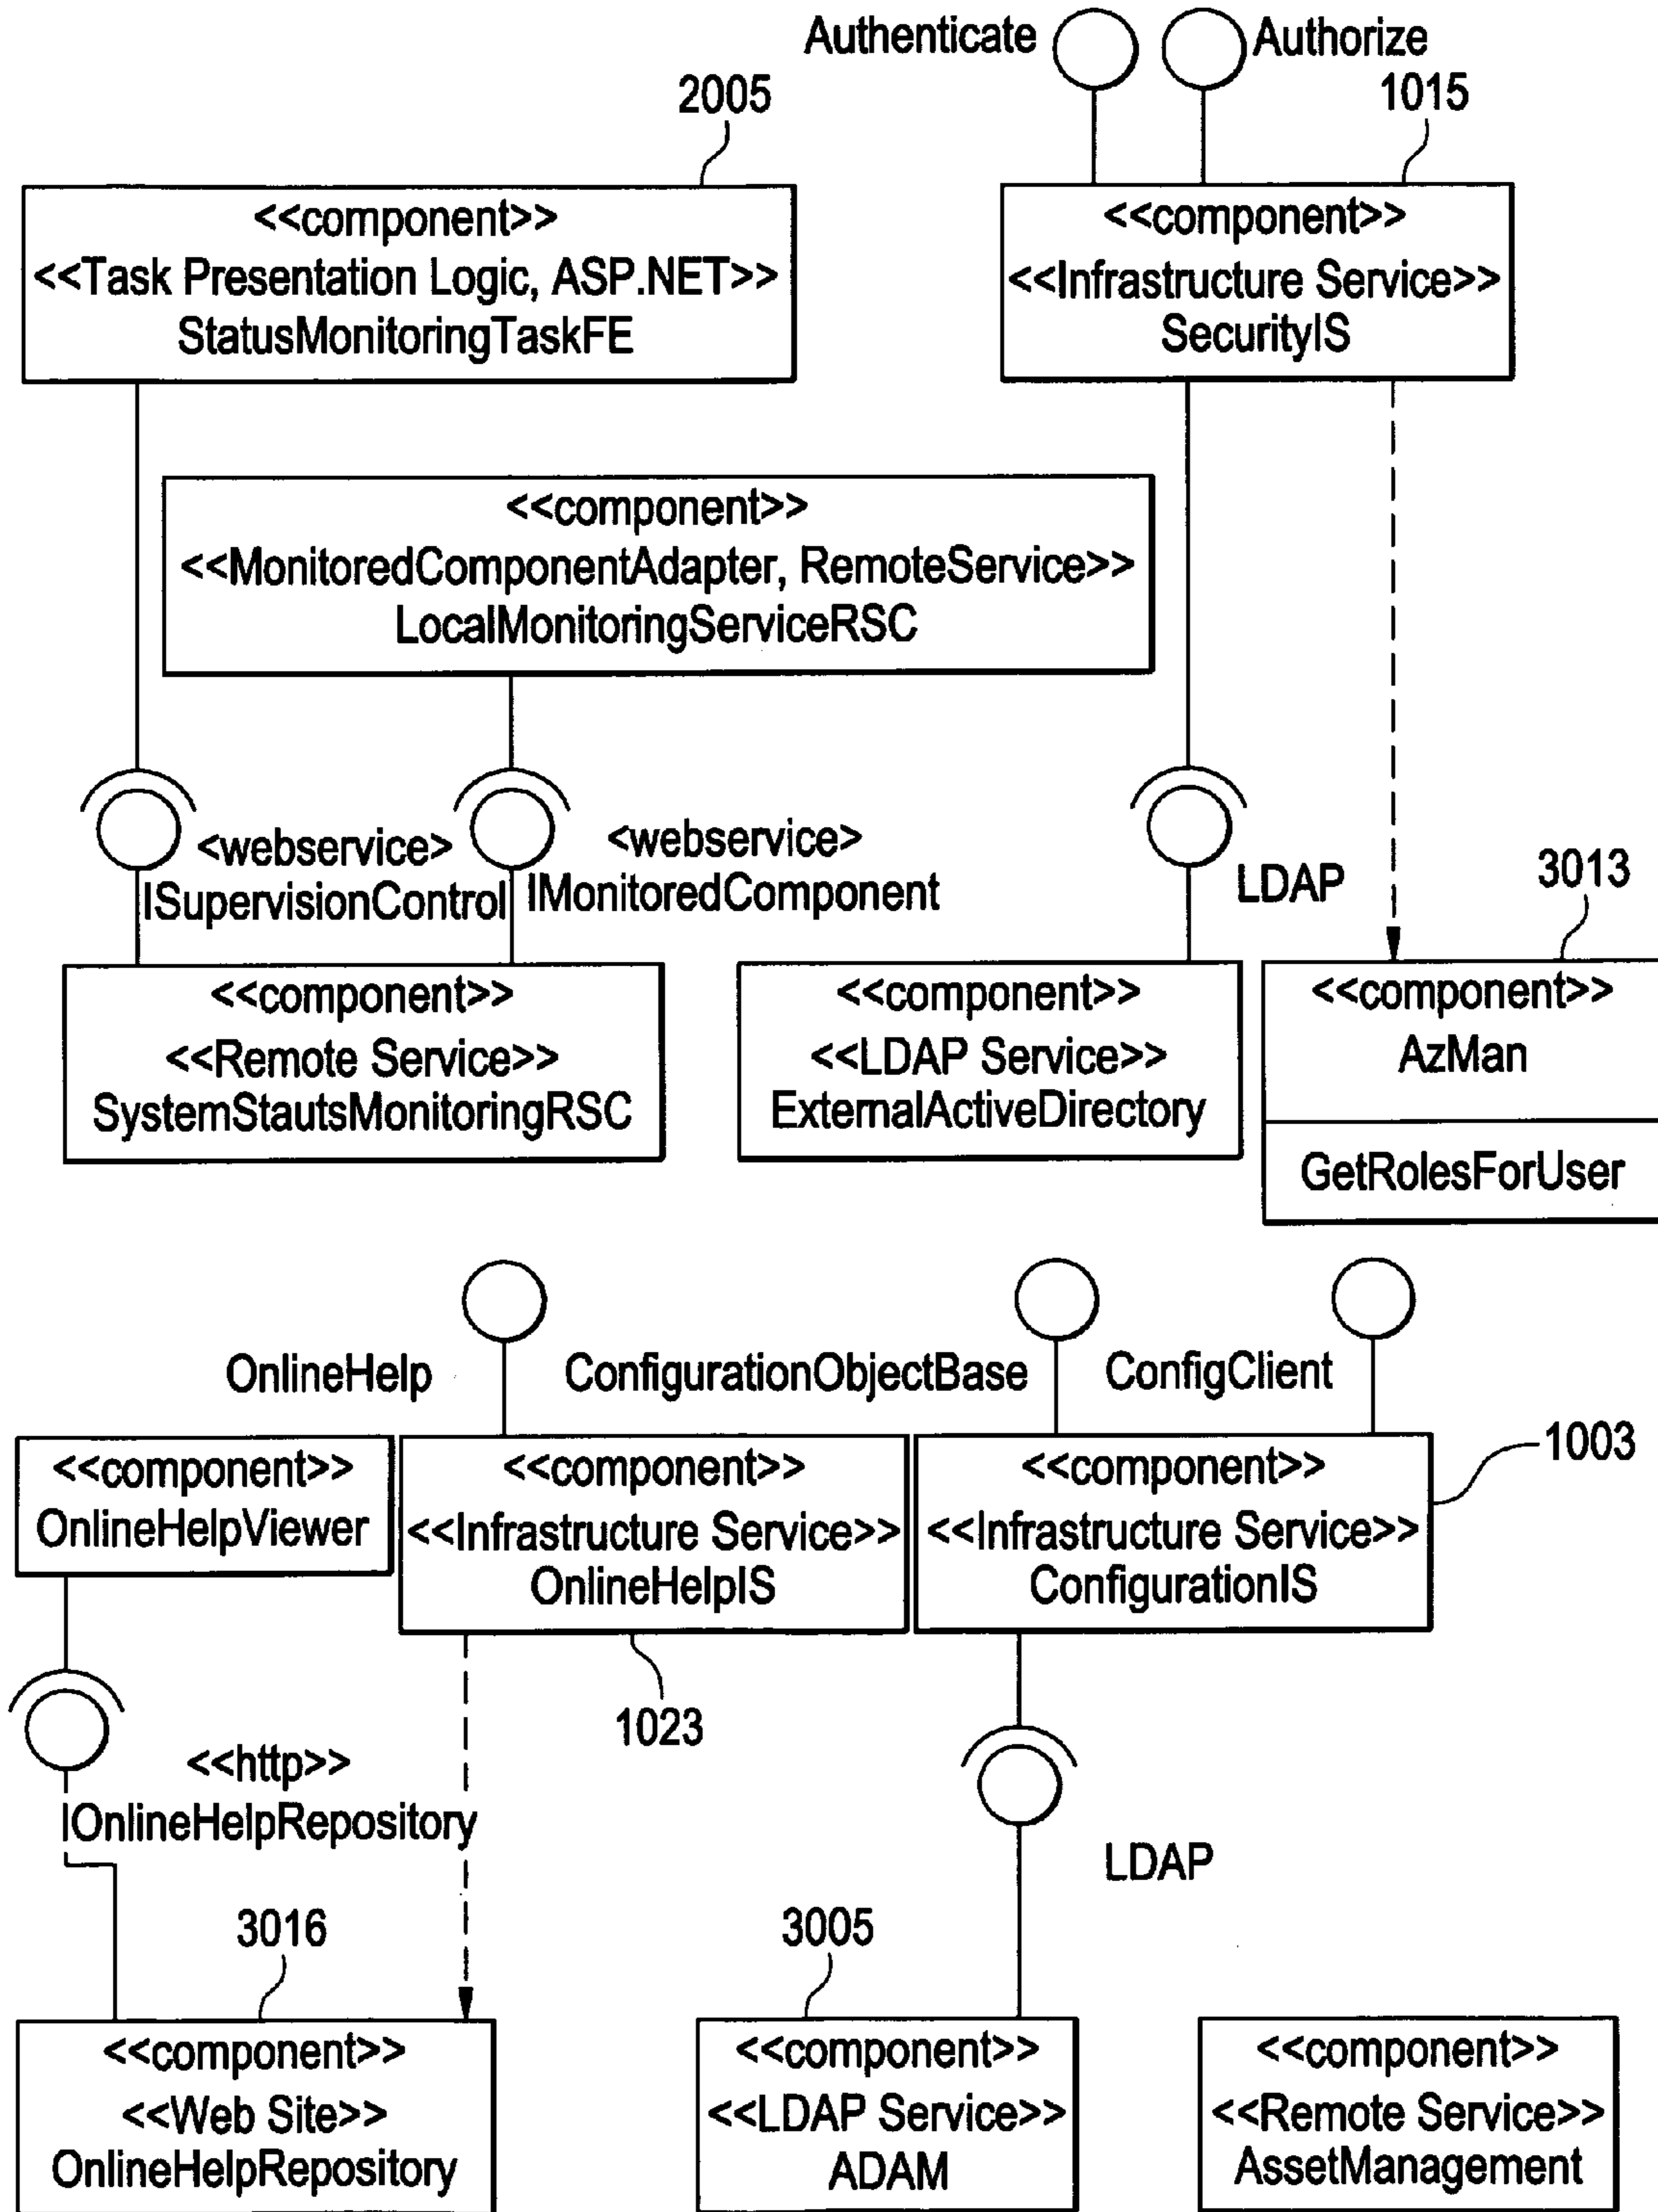 Authenticate
Authorize
2005
1015
<<component>>
<<Task Presentation Logic, ASP.NET>>
StatusMonitoringTaskFE
<<component>>
<<Infrastructure Service>>
SecurityIS
<<component>>
<<MonitoredComponentAdapter, RemoteService>>
LocalMonitoringServiceRSC
<webservice>
ISupervisionControl
<webservice>
IMonitoredComponent
LDAP
3013
<<component>>
<<Remote Service>>
SystemStautsMonitoringRSC
<<component>>
<<LDAP Service>>
ExternalActiveDirectory
<<component>>
AzMan
GetRolesForUser
OnlineHelp
ConfigurationObjectBase
ConfigClient
1003
<<component>>
OnlineHelpViewer
<<component>>
<<Infrastructure Service>>
OnlineHelpIS
<<component>>
<<Infrastructure Service>>
ConfigurationIS
1023
<<http>>
IOnlineHelpRepository
LDAP
3016
3005
<<component>>
<<Web Site>>
OnlineHelpRepository
<<component>>
<<LDAP Service>>
ADAM
<<component>>
<<Remote Service>>
AssetManagement